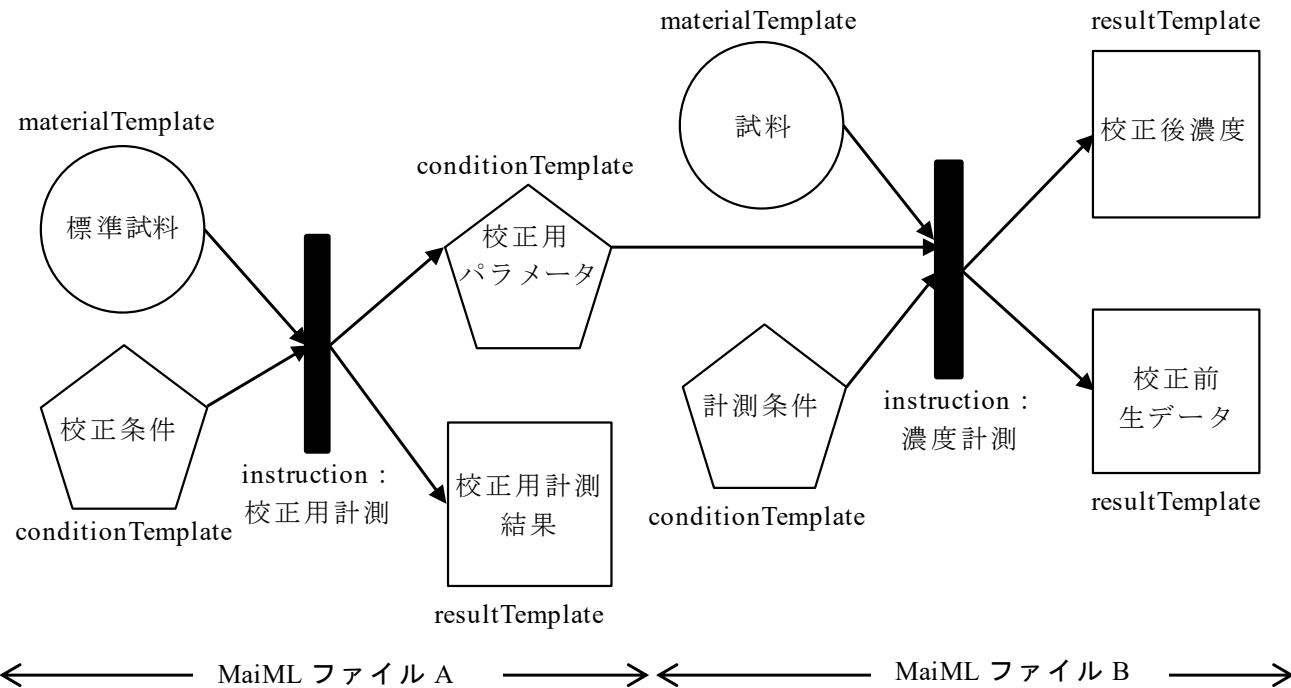 materialTemplate
標準試料
校正条件
conditionTemplate
instruction：
校正用計測
conditionTemplate
校正用
パラメータ
校正用計測
結果
resultTemplate
materialTemplate
試料
計測条件
conditionTemplate
instruction：
濃度計測
resultTemplate
校正後濃度
校正前
生データ
resultTemplate
MaiML ファイル A
MaiML ファイル B